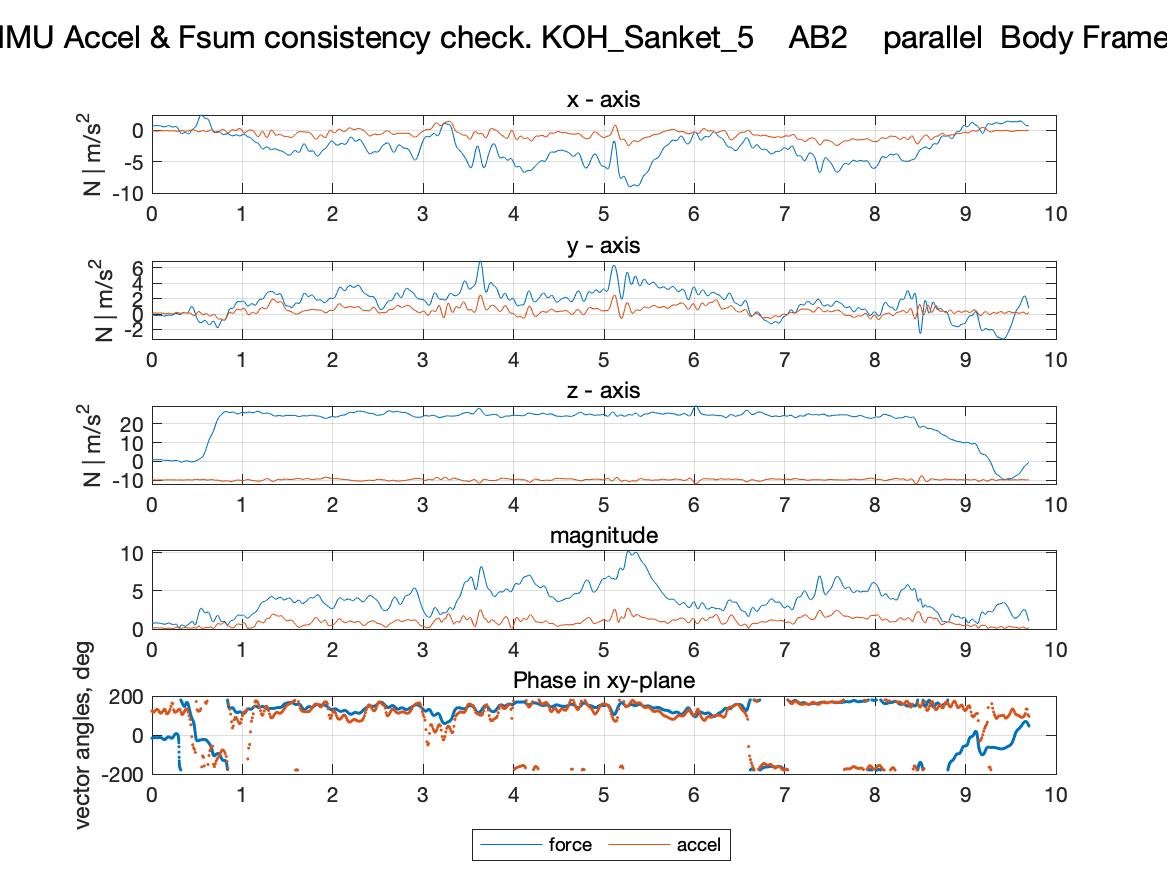 IMU Accel & Fsum consistency check. KOH_Sanket_5 AB2 parallel Body Frame
x - axis
N | m/s²
0
-5
-10
0 1 2 3 4 5 6 7 8 9 10
y - axis
N | m/s²
6
4
2
0
-2
0 1 2 3 4 5 6 7 8 9 10
z - axis
N | m/s²
20
10
0
-10
0 1 2 3 4 5 6 7 8 9 10
magnitude
10
5
0
0 1 2 3 4 5 6 7 8 9 10
Phase in xy-plane
vector angles, deg
200
0
-200
0 1 2 3 4 5 6 7 8 9 10
force accel